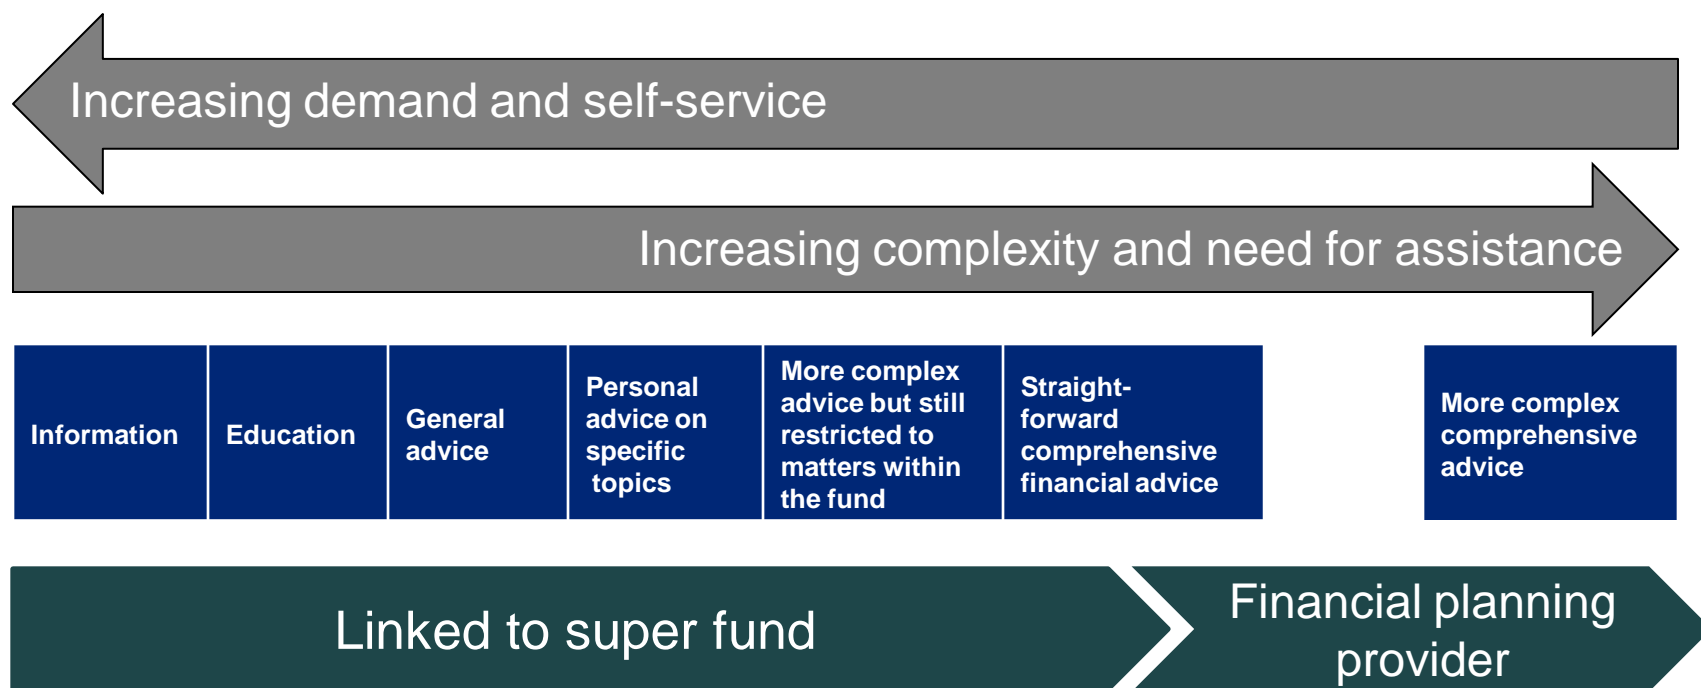 Increasing demand and self-service
Increasing complexity and need for assistance
Information
Education
General
advice
Personal
advice on
specific
topics
More complex
advice but still
restricted to
matters within
the fund
Straight-
forward
comprehensive
financial advice
More complex
comprehensive
advice
Linked to super fund
Financial planning
provider